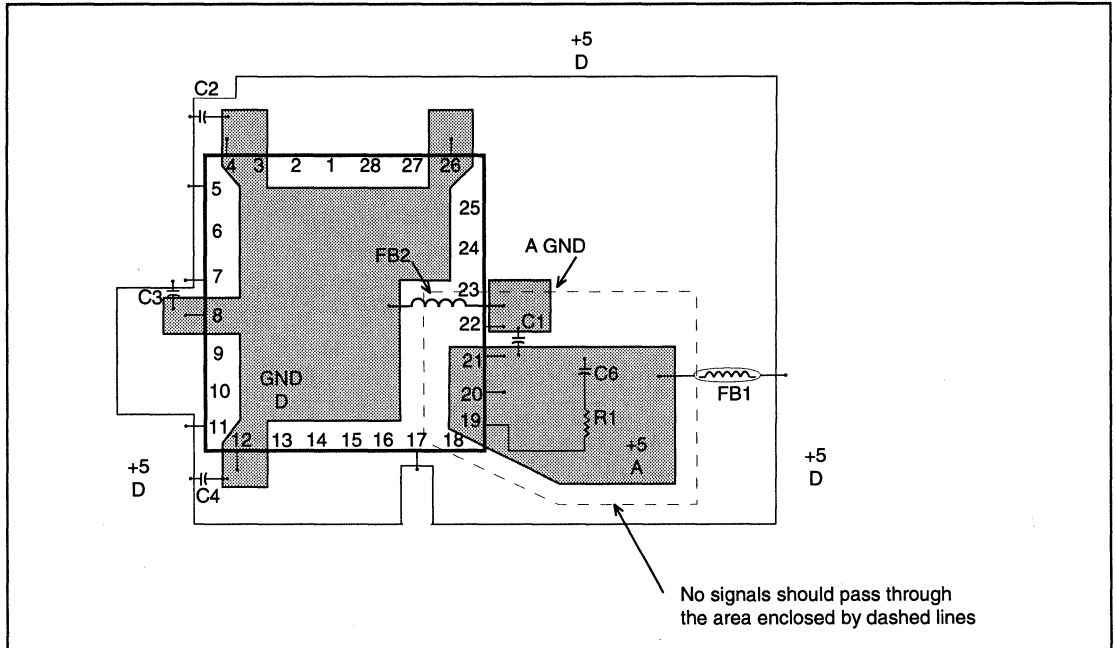 +5
D
C2
4 3 2 1 28 27 26
5
25
6
24
FB2
A GND
7
23
C3
8
22
C1
9
21
GND
D
C6
10
20
FB1
11
19
R1
12 13 14 15 16 17 18
+5
A
+5
D
+5
D
C4
No signals should pass through
the area enclosed by dashed lines